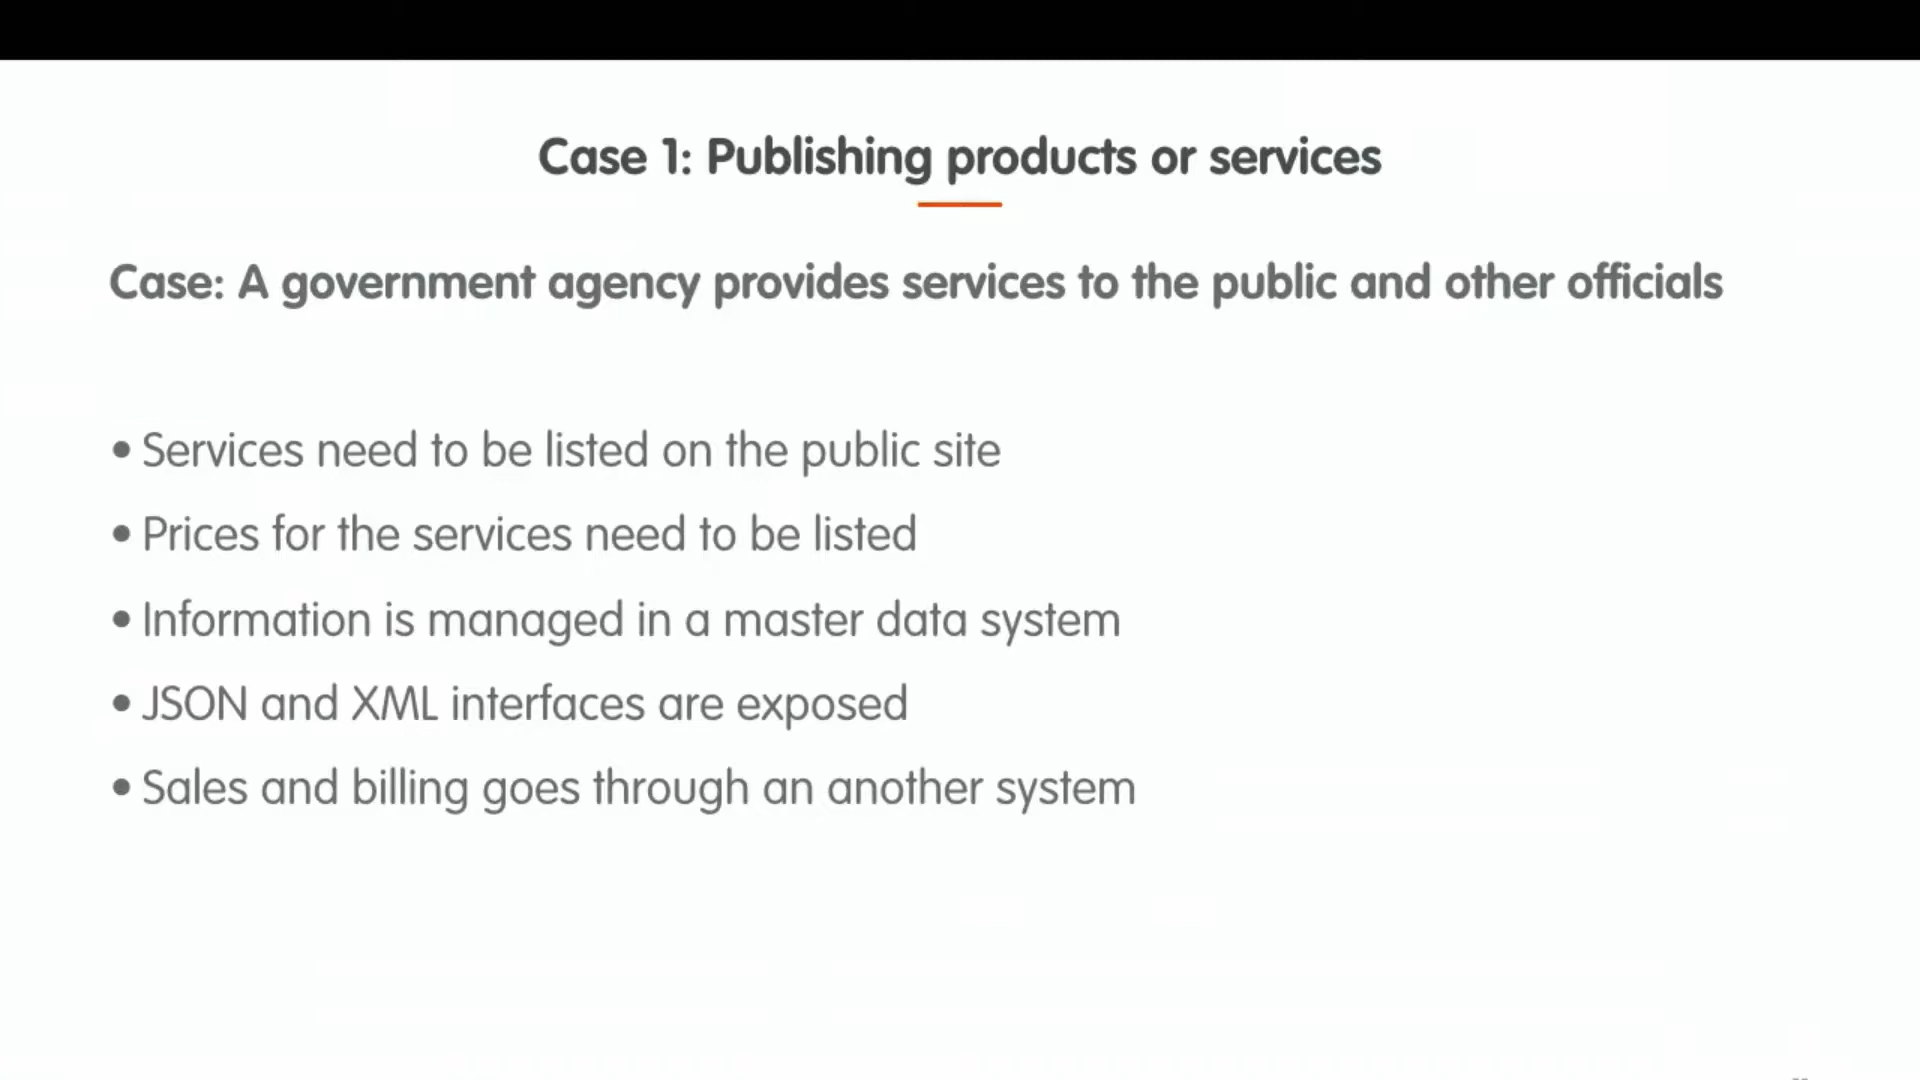 Case 1: Publishing products or services
Case: A government agency provides services to the public and other officials
• Services need to be listed on the public site
• Prices for the services need to be listed
• Information is managed in a master data system
• JSON and XML interfaces are exposed
• Sales and billing goes through an another system